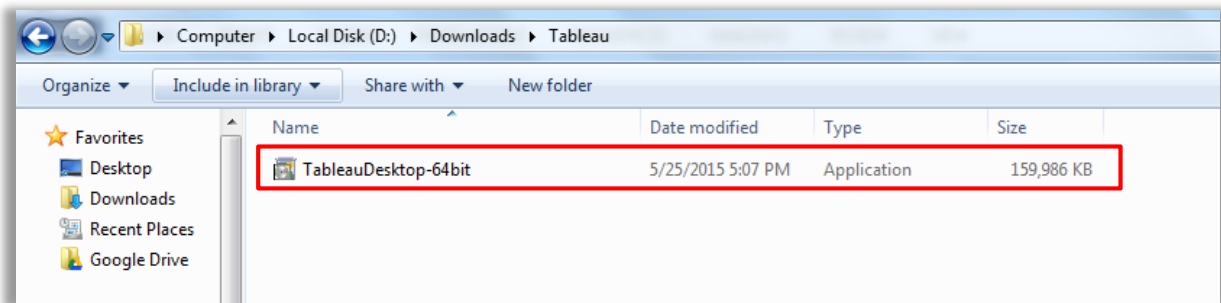 Computer Local Disk (D:) Downloads Tableau
Organize Include in library Share with New folder
Favorites
Desktop
Downloads
Recent Places
Google Drive
Name Date modified Type Size
TableauDesktop-64bit 5/25/2015 5:07 PM Application 159,986 KB